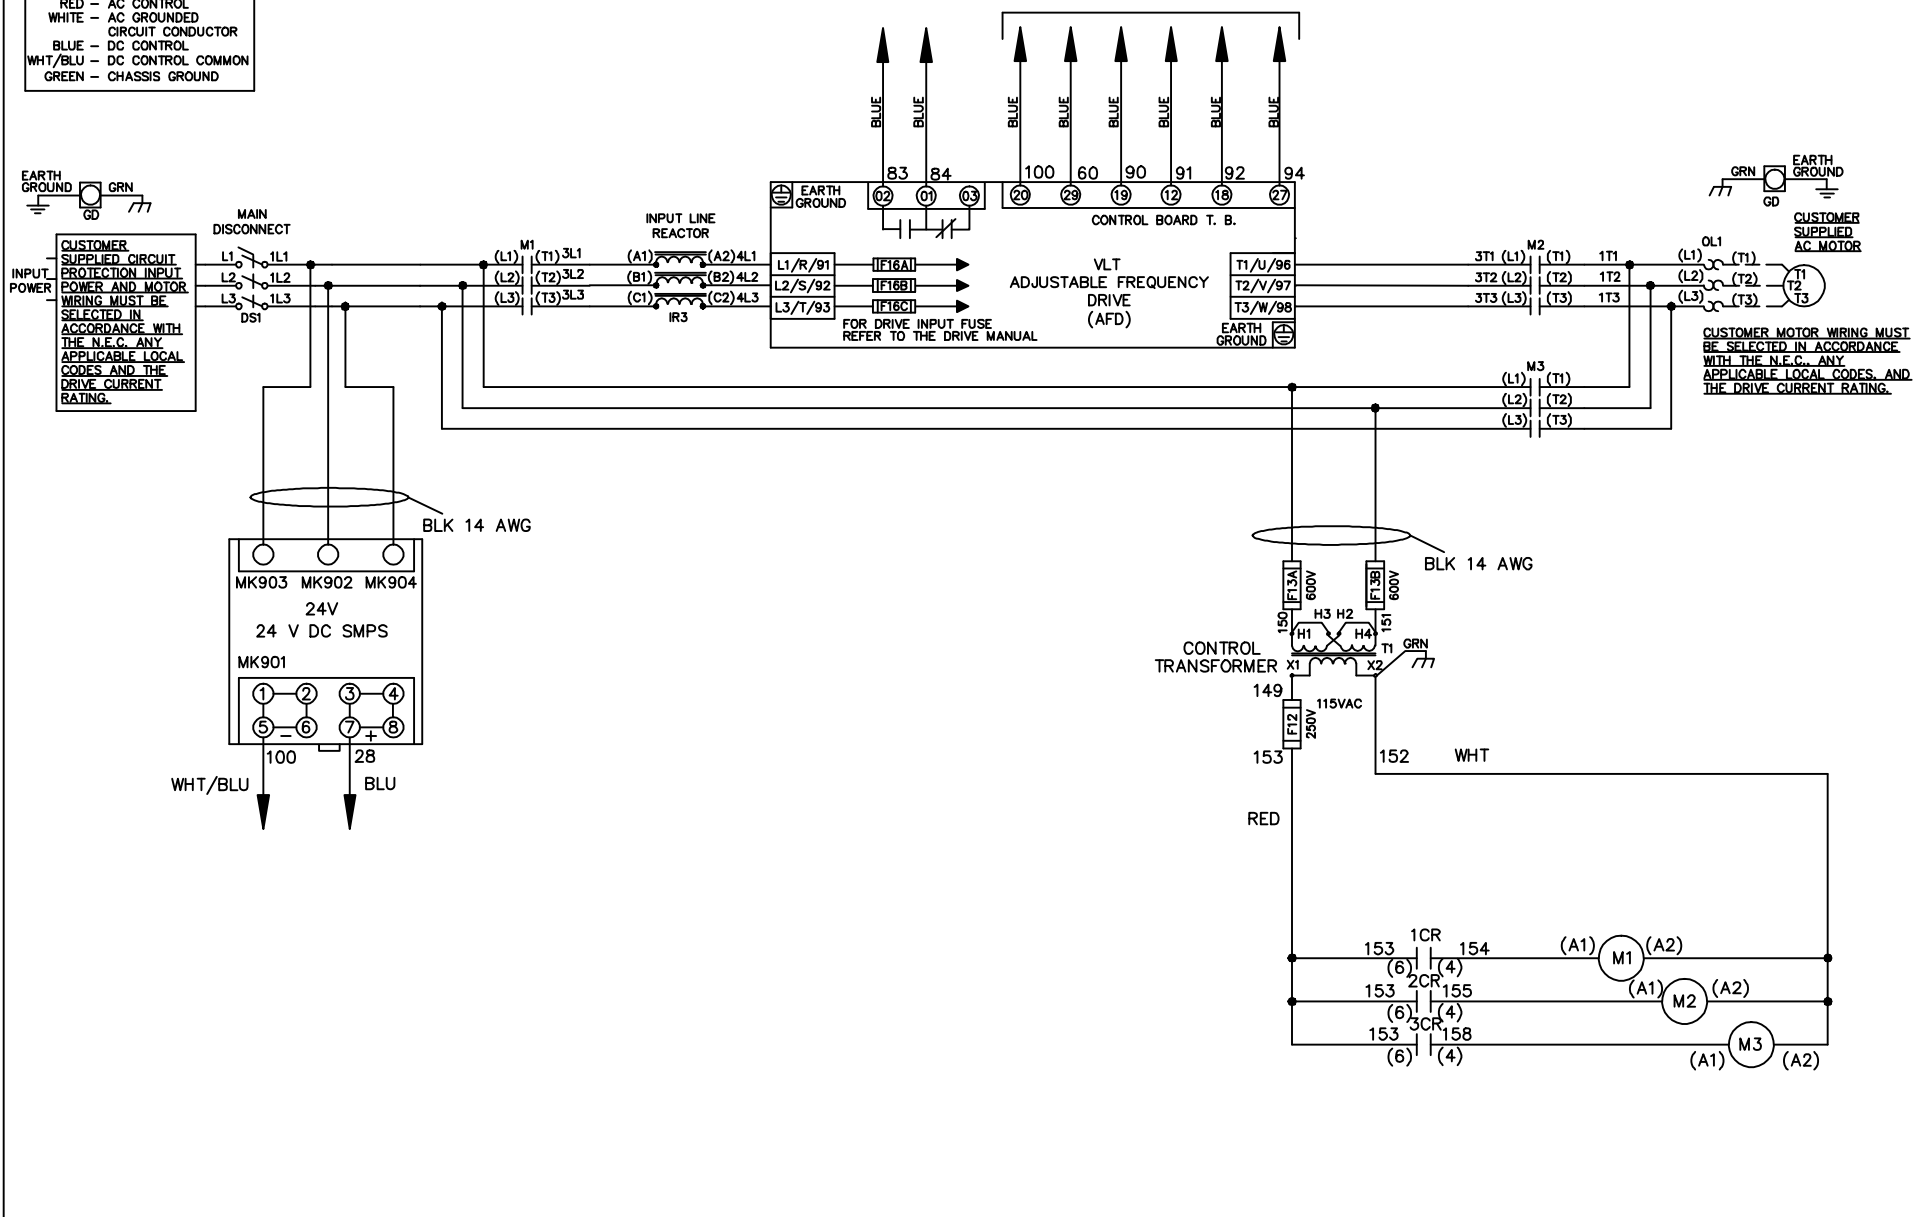 RED – AC CONTROL
WHITE – AC GROUNDED
CIRCUIT CONDUCTOR
BLUE – DC CONTROL
WHT/BLU – DC CONTROL COMMON
GREEN – CHASSIS GROUND
EARTH
GROUND
GRN
GD
MAIN
DISCONNECT
INPUT
POWER
CUSTOMER
SUPPLIED CIRCUIT
PROTECTION INPUT
POWER AND MOTOR
WIRING MUST BE
SELECTED IN
ACCORDANCE WITH
THE N.E.C. ANY
APPLICABLE LOCAL
CODES AND THE
DRIVE CURRENT
RATING.
L1 1L1
L2 1L2
L3 1L3
DS1
M1
(L1) (T1) 3L1
(L2) (T2) 3L2
(L3) (T3) 3L3
INPUT LINE
REACTOR
(A1) (A2) 4L1
(B1) (B2) 4L2
(C1) (C2) 4L3
IR3
BLUE BLUE BLUE BLUE BLUE BLUE BLUE BLUE
83 84 100 60 90 91 92 94
EARTH
GROUND
02 01 03 20 29 19 12 18 27
CONTROL BOARD T. B.
L1/R/91 F16A
L2/S/92 F16B
L3/T/93 F16C
FOR DRIVE INPUT FUSE
REFER TO THE DRIVE MANUAL
VLT
ADJUSTABLE FREQUENCY
DRIVE
(AFD)
T1/U/96
T2/V/97
T3/W/98
EARTH
GROUND
M2
3T1 (L1) (T1) 1T1
3T2 (L2) (T2) 1T2
3T3 (L3) (T3) 1T3
M3
(L1) (T1)
(L2) (T2)
(L3) (T3)
OL1
(L1) (T1)
(L2) (T2)
(L3) (T3)
T1
T2
T3
GRN
GD
EARTH
GROUND
CUSTOMER
SUPPLIED
AC MOTOR
CUSTOMER MOTOR WIRING MUST
BE SELECTED IN ACCORDANCE
WITH THE N.E.C., ANY
APPLICABLE LOCAL CODES, AND
THE DRIVE CURRENT RATING.
BLK 14 AWG
MK903 MK902 MK904
24V
24 V DC SMPS
MK901
1 2 3 4
5 6 7 8
– +
100 28
WHT/BLU BLU
BLK 14 AWG
F13A 600V
F13B 600V
150 151
H3 H2
H1 H4
T1
GRN
CONTROL
TRANSFORMER
X1 X2
149
115VAC
F12 250V
153
152 WHT
RED
1CR
153 154 (A1) M1 (A2)
(6) (4)
2CR
153 155 (A1) M2 (A2)
(6) (4)
3CR
153 158 M3
(6) (4) (A1) (A2)